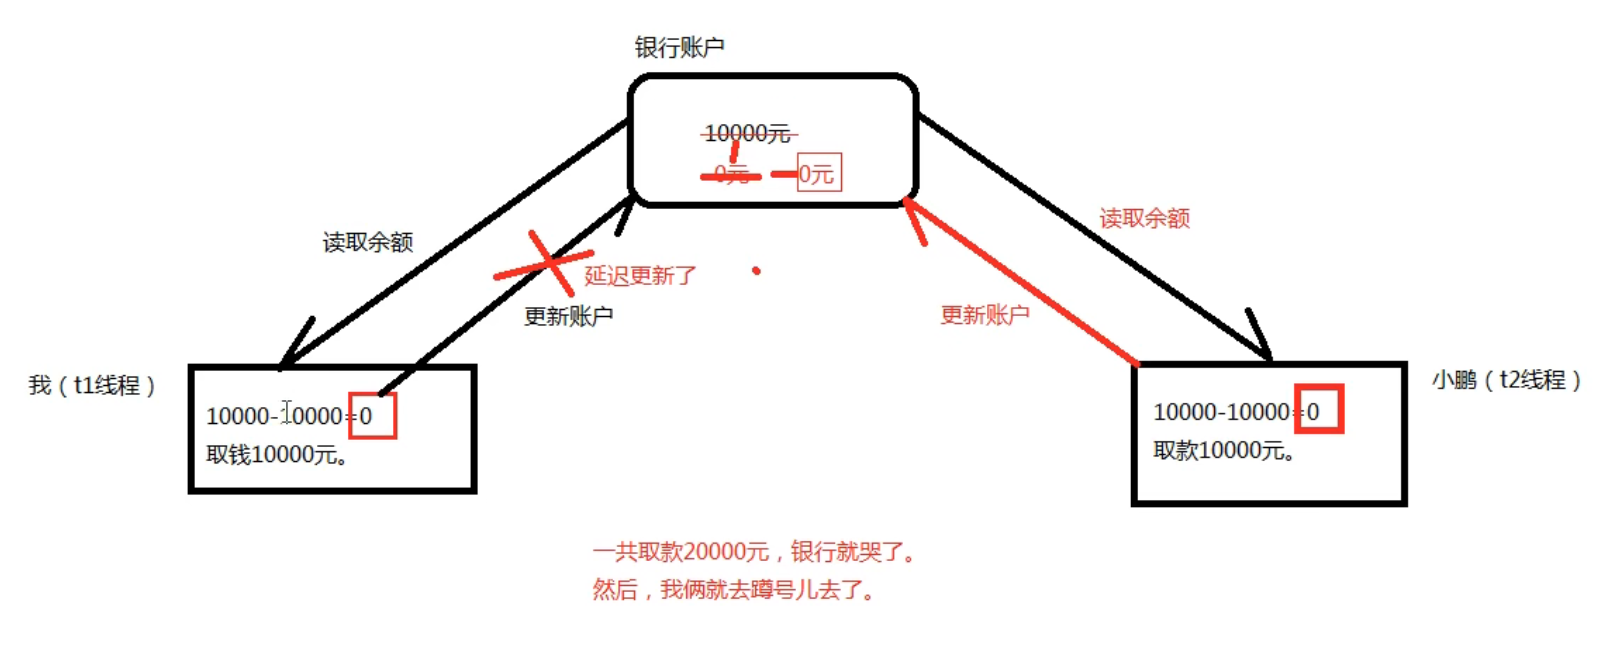 银行账户
10000元
0元
0元
读取余额
读取余额
延迟更新了
更新账户
更新账户
我（t1线程）
10000-10000=0
取钱10000元。
小鹏（t2线程）
10000-10000=0
取款10000元。
一共取款20000元，银行就哭了。
然后，我俩就去蹲号儿去了。